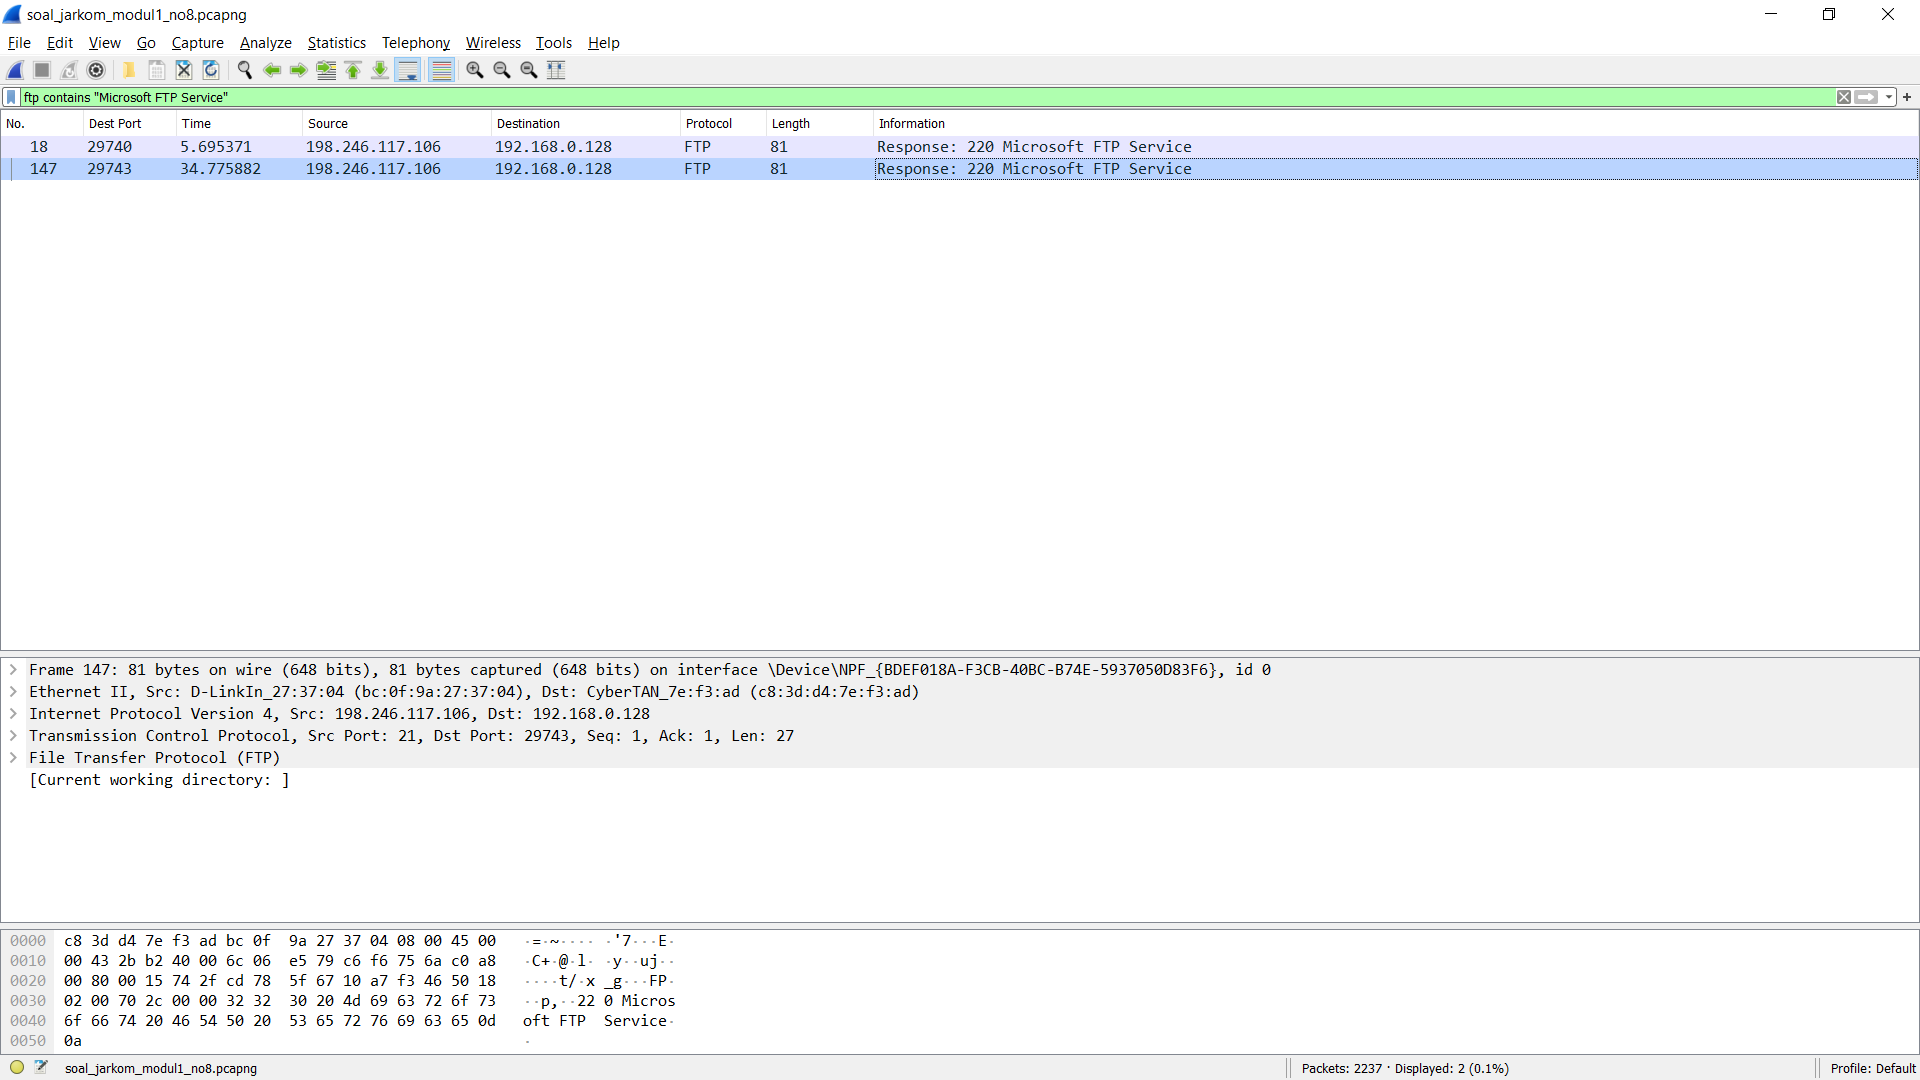 soal_jarkom_modul1_no8.pcapng
File Edit View Go Capture Analyze Statistics Telephony Wireless Tools Help
ftp contains "Microsoft FTP Service"
No. Dest Port Time Source Destination Protocol Length Information
18 29740 5.695371 198.246.117.106 192.168.0.128 FTP 81 Response: 220 Microsoft FTP Service
147 29743 34.775882 198.246.117.106 192.168.0.128 FTP 81 Response: 220 Microsoft FTP Service
Frame 147: 81 bytes on wire (648 bits), 81 bytes captured (648 bits) on interface \Device\NPF_{BDEF018A-F3CB-40BC-B74E-5937050D83F6}, id 0
Ethernet II, Src: D-LinkIn_27:37:04 (bc:0f:9a:27:37:04), Dst: CyberTAN_7e:f3:ad (c8:3d:d4:7e:f3:ad)
Internet Protocol Version 4, Src: 198.246.117.106, Dst: 192.168.0.128
Transmission Control Protocol, Src Port: 21, Dst Port: 29743, Seq: 1, Ack: 1, Len: 27
File Transfer Protocol (FTP)
[Current working directory: ]
0000 c8 3d d4 7e f3 ad bc 0f 9a 27 37 04 08 00 45 00 ·=·~···· ·'7···E·
0010 00 43 2b b2 40 00 6c 06 e5 79 c6 f6 75 6a c0 a8 ·C+·@·l· ·y··uj··
0020 00 80 00 15 74 2f cd 78 5f 67 10 a7 f3 46 50 18 ····t/·x _g···FP·
0030 02 00 70 2c 00 00 32 32 30 20 4d 69 63 72 6f 73 ··p,··22 0 Micros
0040 6f 66 74 20 46 54 50 20 53 65 72 76 69 63 65 0d oft FTP Service·
0050 0a ·
soal_jarkom_modul1_no8.pcapng Packets: 2237 · Displayed: 2 (0.1%) Profile: Default